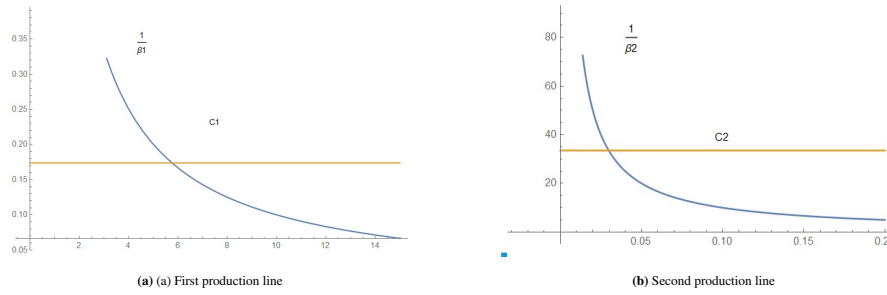 0.35
0.30
0.25
0.20
0.15
0.10
0.05
2 4 6 8 10 12 14
1
β1
C1
(a) (a) First production line
80
60
40
20
0.05 0.10 0.15 0.2
1
β2
C2
(b) Second production line